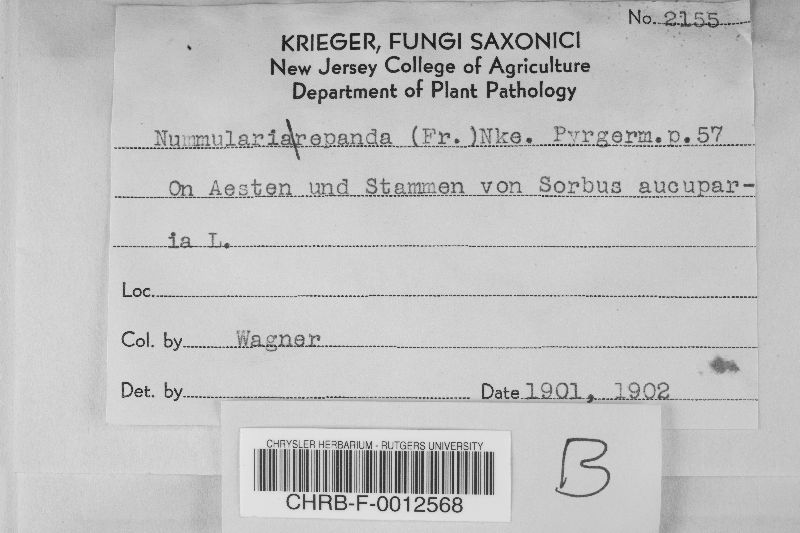 No. 2155
KRIEGER, FUNGI SAXONICI
New Jersey College of Agriculture
Department of Plant Pathology
Nummularia repanda (Fr.)Nke. Pyrgerm.p.57
On Aesten und Stammen von Sorbus aucupar-
ia L.
Loc.
Col. by Wagner
Det. by Date 1901, 1902
CHRYSLER HERBARIUM - RUTGERS UNIVERSITY
CHRB-F-0012568
B